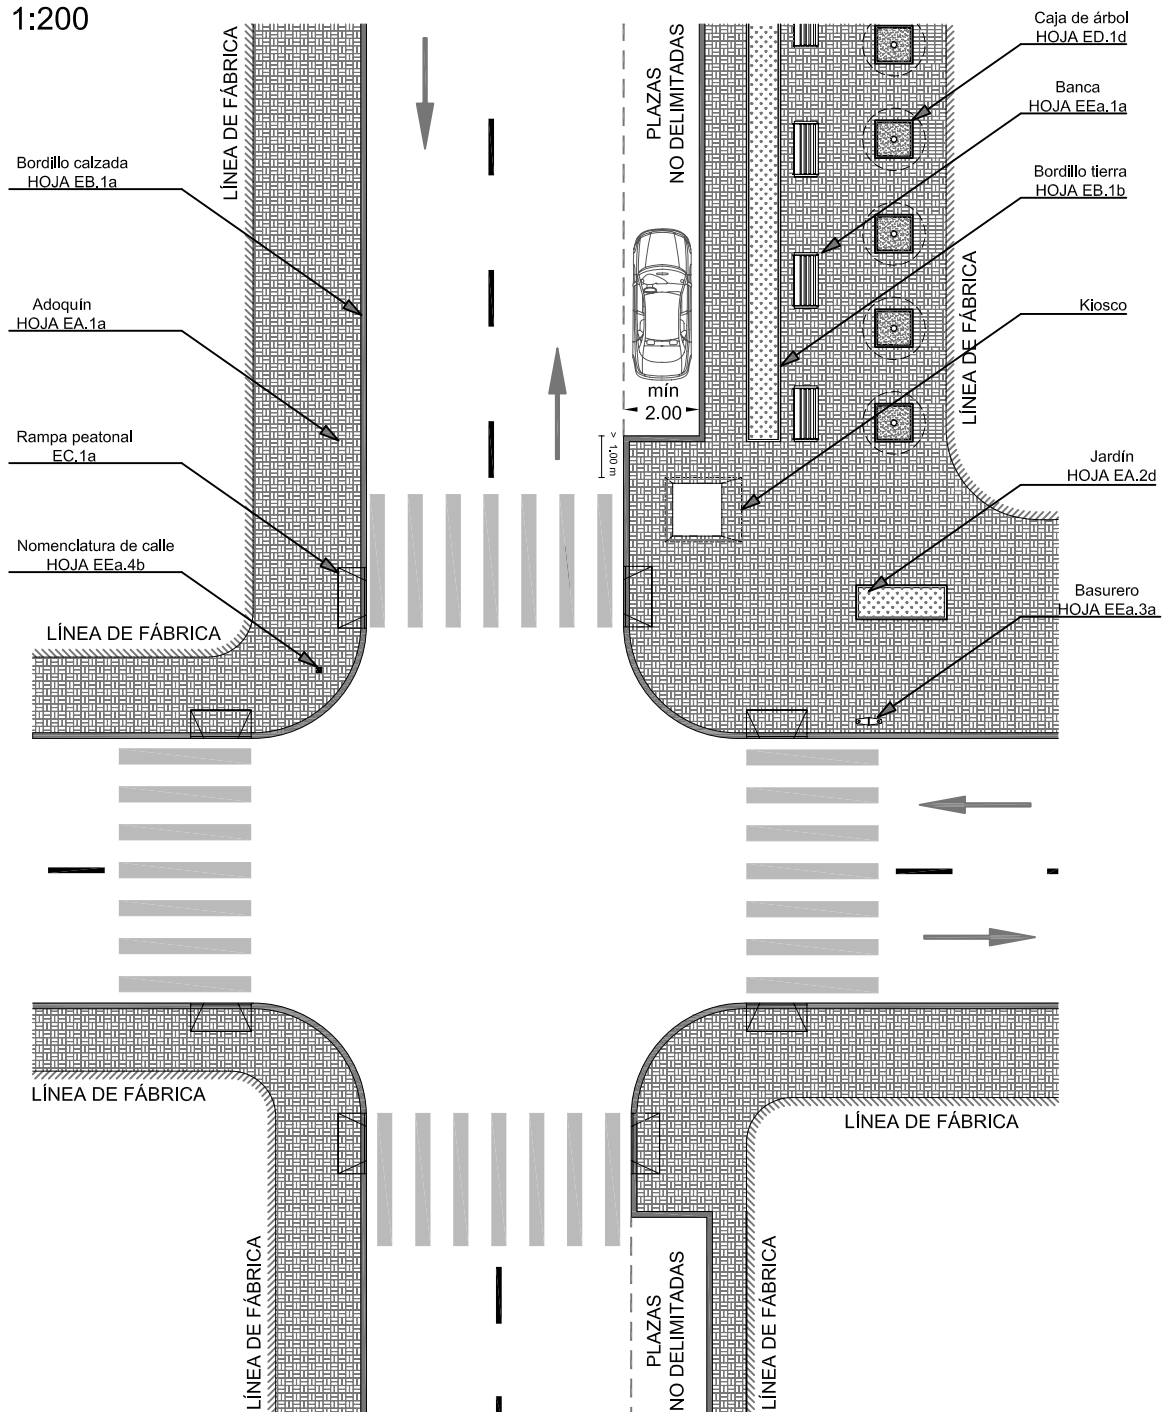 1:200
LÍNEA DE FÁBRICA
PLAZAS
NO DELIMITADAS
Caja de árbol
HOJA ED.1d
Banca
HOJA EEa.1a
Bordillo calzada
HOJA EB.1a
Bordillo tierra
HOJA EB.1b
Adoquín
HOJA EA.1a
LÍNEA DE FÁBRICA
Kiosco
mín
2.00
> 1.00 m
Rampa peatonal
EC.1a
Jardín
HOJA EA.2d
Nomenclatura de calle
HOJA EEa.4b
Basurero
HOJA EEa.3a
LÍNEA DE FÁBRICA
LÍNEA DE FÁBRICA
LÍNEA DE FÁBRICA
LÍNEA DE FÁBRICA
PLAZAS
NO DELIMITADAS
LÍNEA DE FÁBRICA